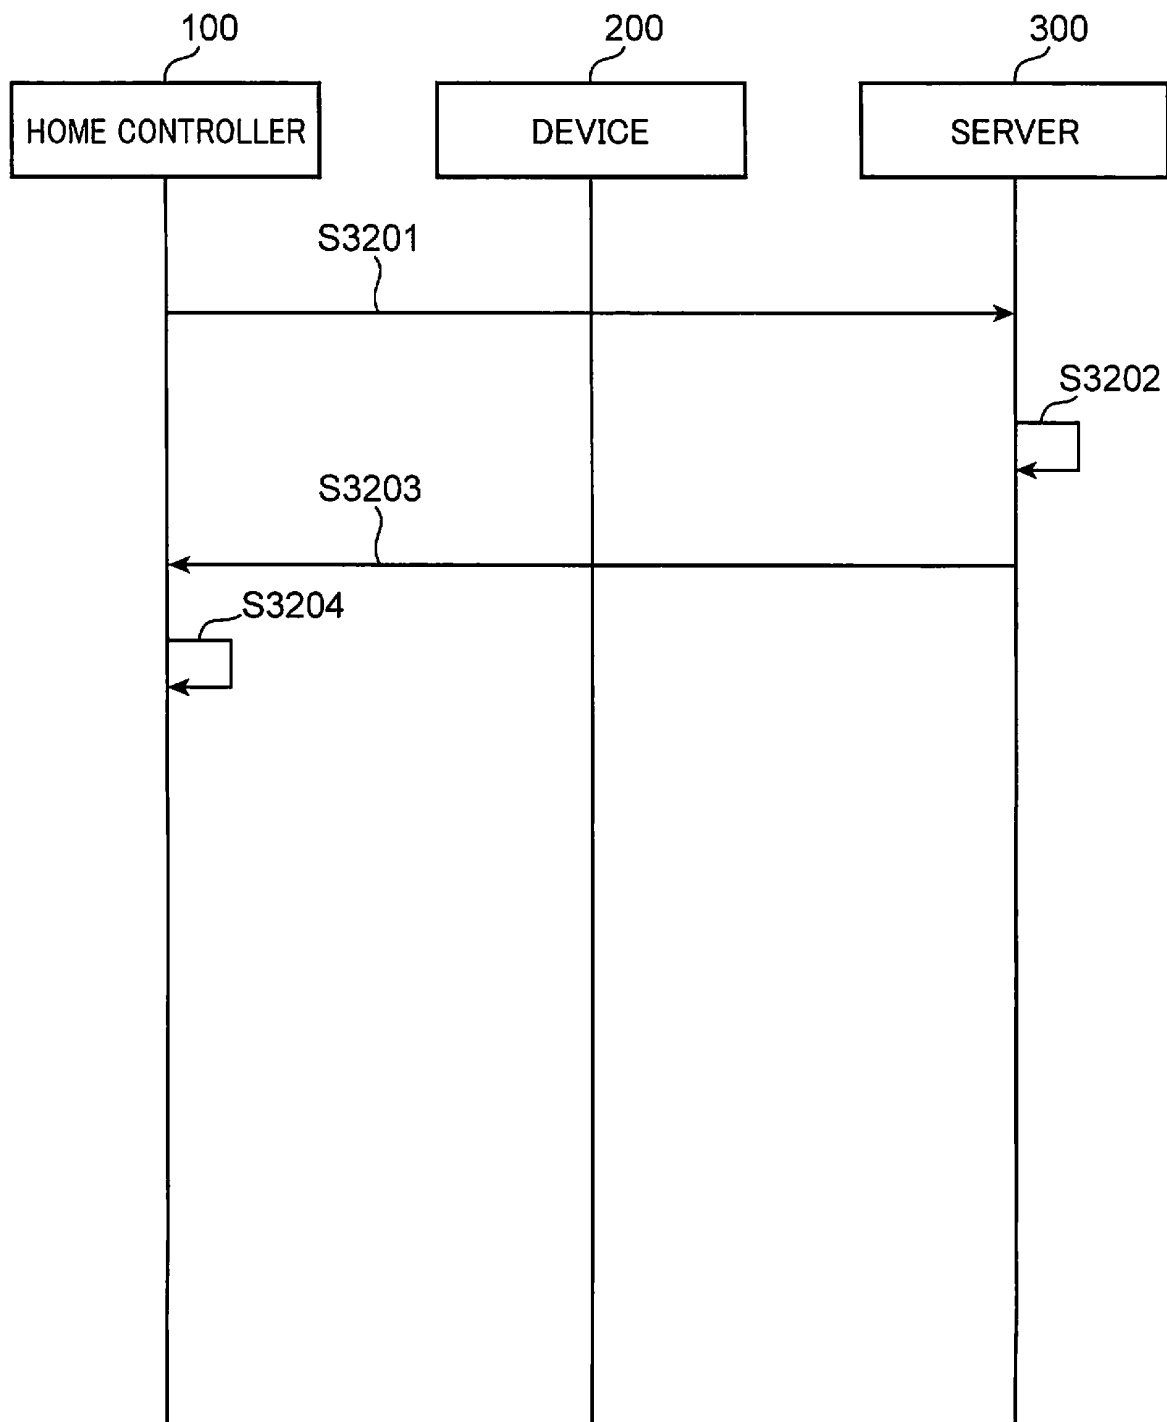 100
200
300
HOME CONTROLLER
DEVICE
SERVER
S3201
S3202
S3203
S3204